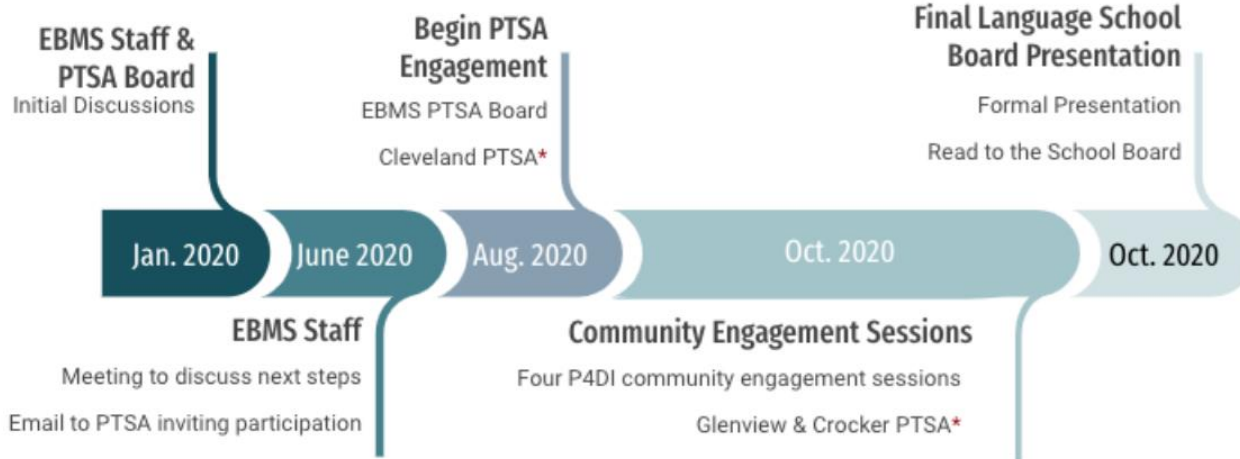 EBMS Staff &
PTSA Board
Initial Discussions
Begin PTSA
Engagement
EBMS PTSA Board
Cleveland PTSA*
Final Language School
Board Presentation
Formal Presentation
Read to the School Board
Jan. 2020
June 2020
Aug. 2020
Oct. 2020
Oct. 2020
EBMS Staff
Meeting to discuss next steps
Email to PTSA inviting participation
Community Engagement Sessions
Four P4DI community engagement sessions
Glenview & Crocker PTSA*